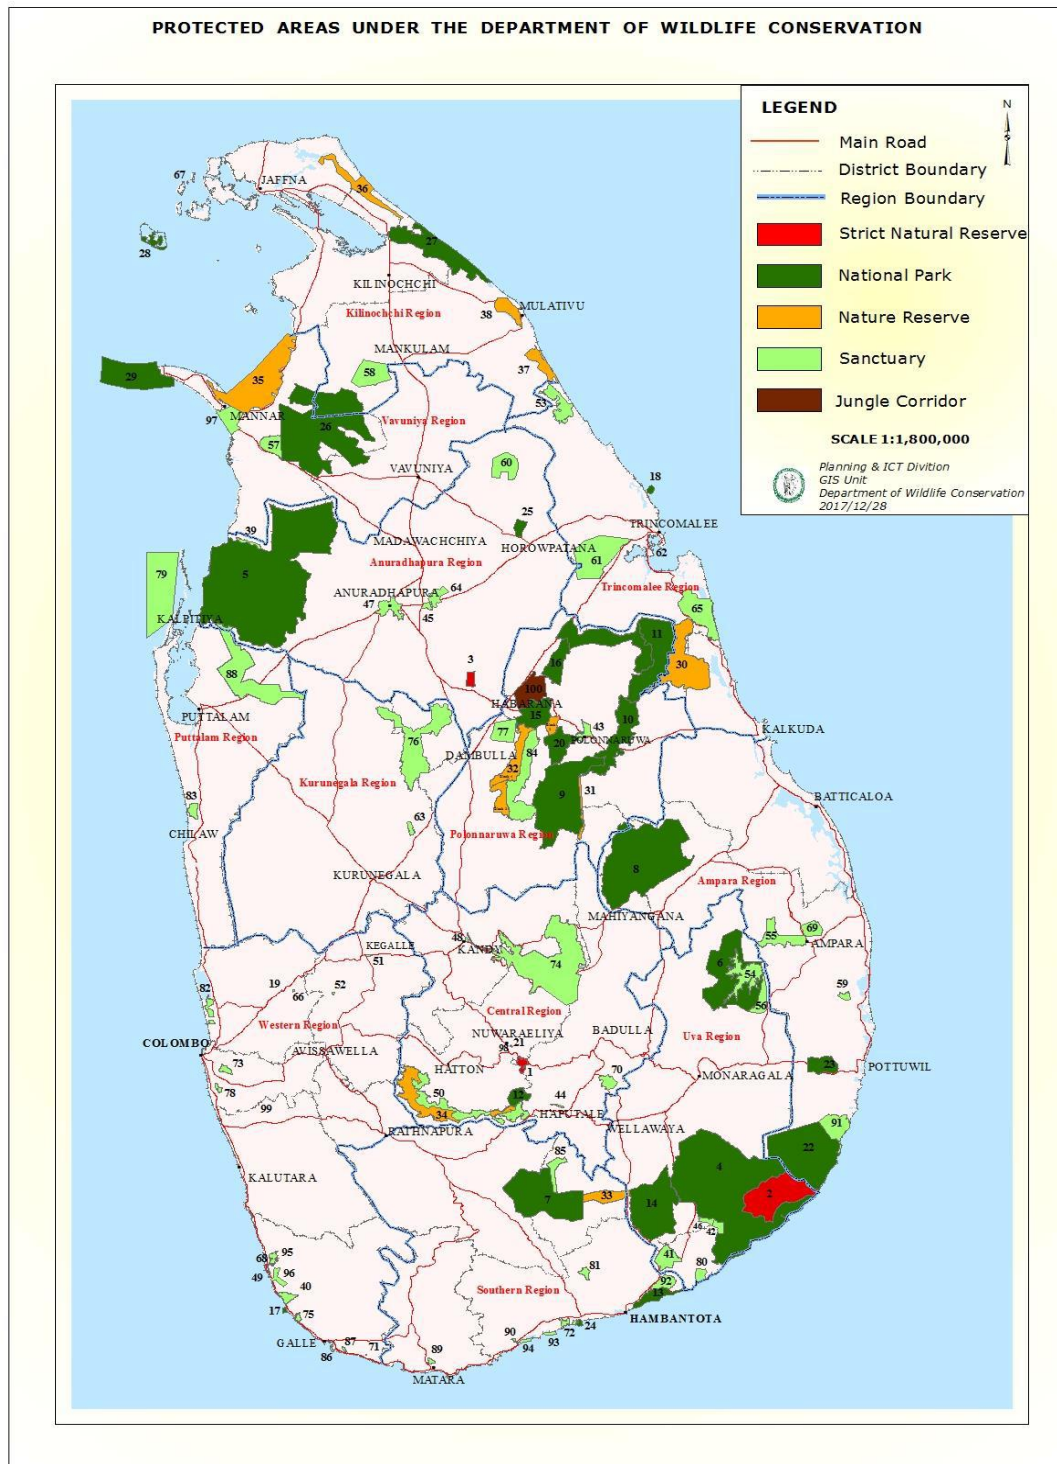 PROTECTED AREAS UNDER THE DEPARTMENT OF WILDLIFE CONSERVATION
LEGEND
N
Main Road
District Boundary
Region Boundary
Strict Natural Reserve
National Park
Nature Reserve
Sanctuary
Jungle Corridor
SCALE 1:1,800,000
Planning & ICT Divition
GIS Unit
Department of Wildlife Conservation
2017/12/28
67
JAFFNA
36
28
27
KILINOCHCHI
38
MULATIVU
Kilinochchi Region
MANKULAM
29
35
58
37
53
97
MANNAR
26
Vavuniya Region
57
60
VAVUNIYA
18
25
39
TRINCOMALEE
MADAWACHCHIYA
HOROWPATANA
62
79
5
Anuradhapura Region
61
Trincomalee Region
ANURADHAPURA
64
47
45
65
KALPITIYA
11
3
16
30
88
100
HABARANA
PUTTALAM
15
10
Puttalam Region
76
77
43
KALKUDA
20
POLONNARUWA
DAMBULLA
84
32
Kurunegala Region
9
31
83
BATTICALOA
63
CHILAW
Polonnaruwa Region
8
KURUNEGALA
Ampara Region
MAHIYANGANA
48
KANDY
KEGALLE
51
55
69
AMPARA
74
6
54
19
66
52
82
59
56
Western Region
Central Region
COLOMBO
NUWARAELIYA
21
98
BADULLA
Uva Region
AVISSAWELLA
73
HATTON
1
70
MONARAGALA
23
POTTUWIL
78
50
12
44
99
34
HAPUTALE
RATHNAPURA
WELLAWAYA
91
22
85
4
KALUTARA
7
33
14
2
46
42
68
95
41
80
49
96
81
92
40
Southern Region
13
17
75
HAMBANTOTA
24
72
90
93
94
GALLE
87
71
86
89
MATARA